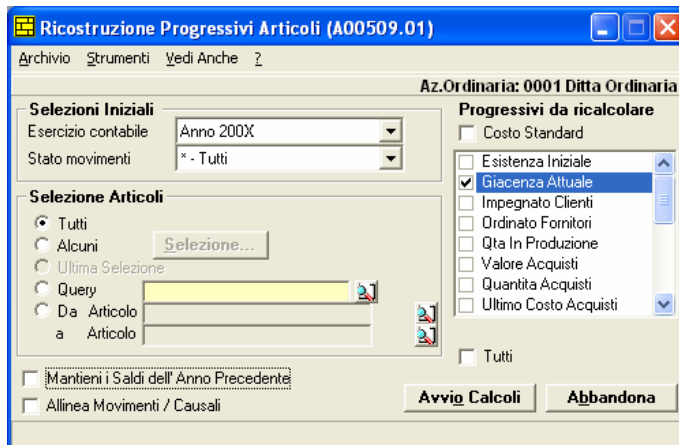 Ricostruzione Progressivi Articoli (A00509.01)
Archivio Strumenti Vedi Anche ?
Az.Ordinaria: 0001 Ditta Ordinaria
Selezioni Iniziali
Esercizio contabile Anno 200X
Stato movimenti * - Tutti
Selezione Articoli
Tutti
Alcuni Selezione...
Ultima Selezione
Query
Da Articolo
a Articolo
Mantieni i Saldi dell' Anno Precedente
Allinea Movimenti / Causali
Progressivi da ricalcolare
Costo Standard
Esistenza Iniziale
Giacenza Attuale
Impegnato Clienti
Ordinato Fornitori
Qta In Produzione
Valore Acquisti
Quantita Acquisti
Ultimo Costo Acquisti
Tutti
Avvio Calcoli Abbandona